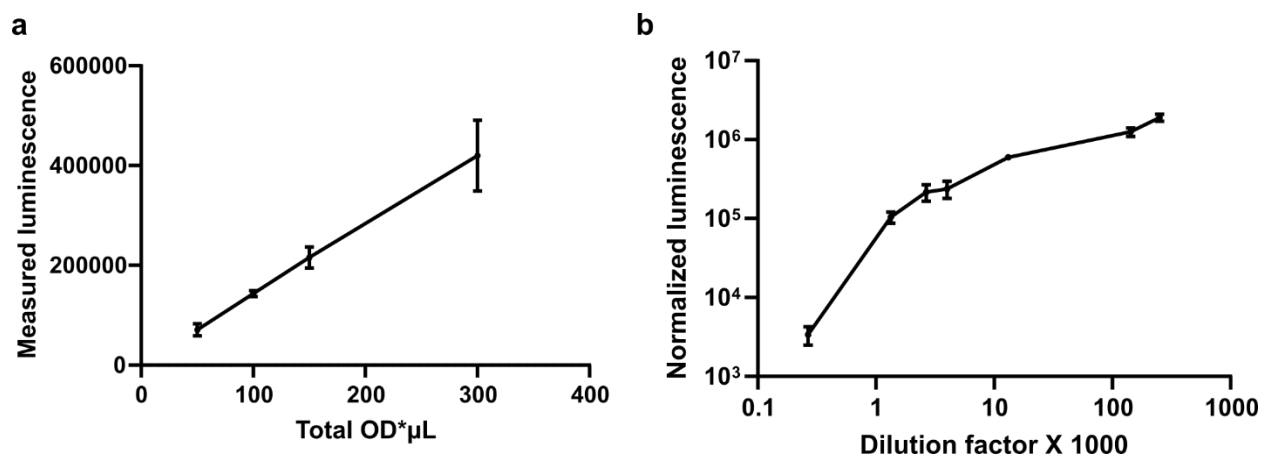 a
Measured luminescence
600000
400000
200000
0
0 100 200 300 400
Total OD*µL
b
Normalized luminescence
10⁷
10⁶
10⁵
10⁴
10³
0.1 1 10 100 1000
Dilution factor X 1000